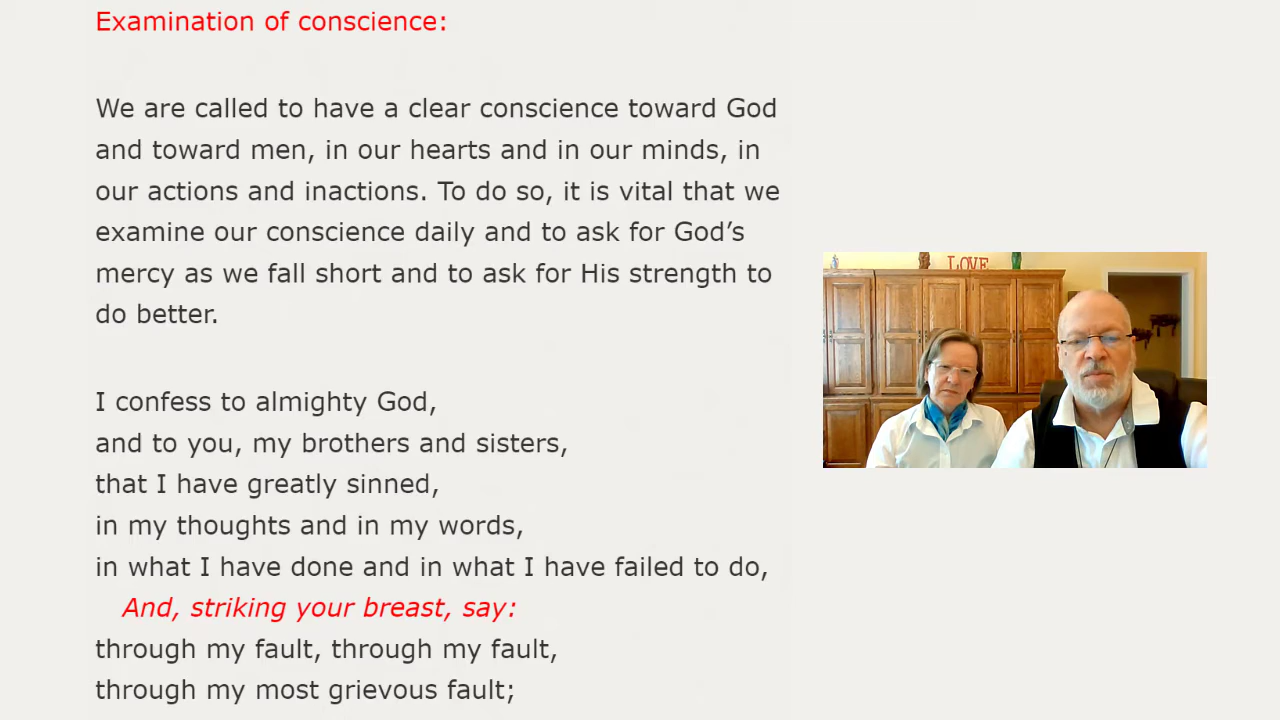 Examination of conscience:
We are called to have a clear conscience toward God
and toward men, in our hearts and in our minds, in
our actions and inactions. To do so, it is vital that we
examine our conscience daily and to ask for God’s
mercy as we fall short and to ask for His strength to
do better.
I confess to almighty God,
and to you, my brothers and sisters,
that I have greatly sinned,
in my thoughts and in my words,
in what I have done and in what I have failed to do,
And, striking your breast, say:
through my fault, through my fault,
through my most grievous fault;
LOVE